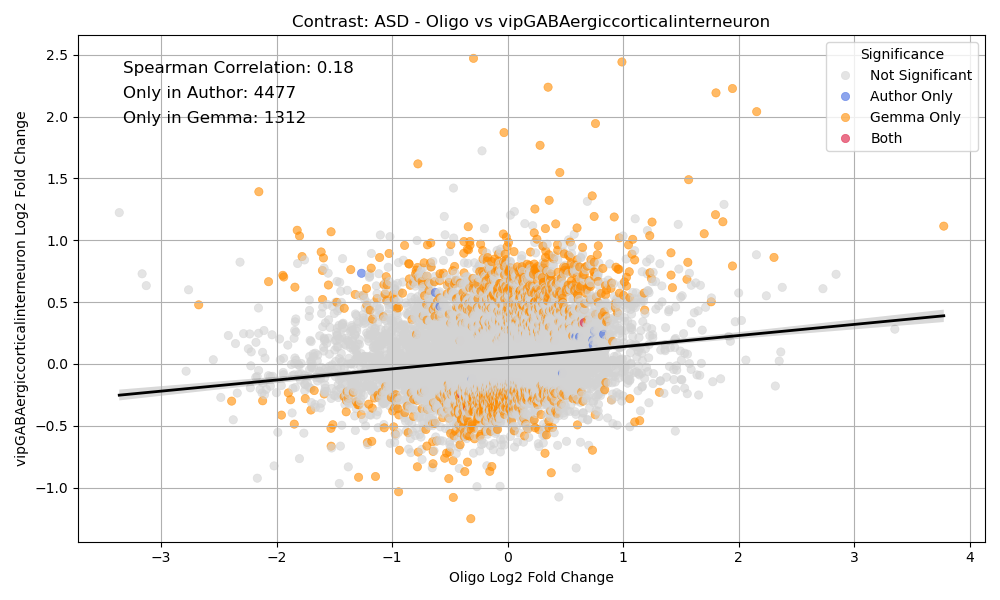 Contrast: ASD - Oligo vs vipGABAergiccorticalinterneuron
Spearman Correlation: 0.18
Only in Author: 4477
Only in Gemma: 1312
Significance
Not Significant
Author Only
Gemma Only
Both
vipGABAergiccorticalinterneuron Log2 Fold Change
2.5
2.0
1.5
1.0
0.5
0.0
−0.5
−1.0
−3 −2 −1 0 1 2 3 4
Oligo Log2 Fold Change